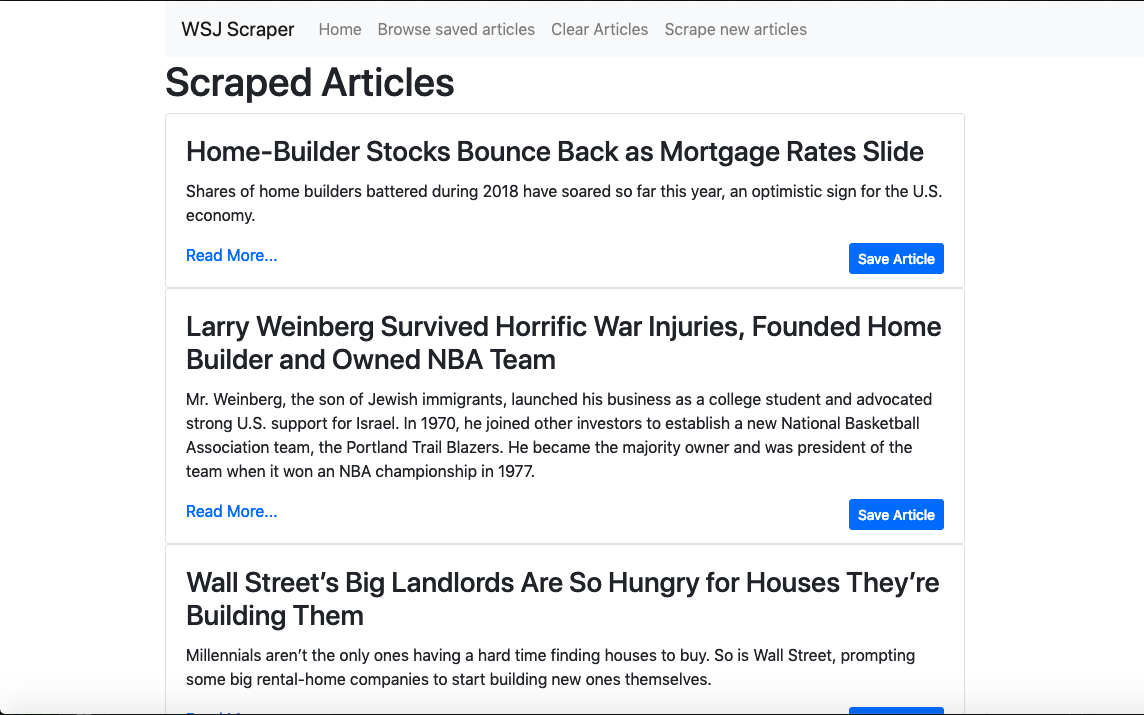 WSJ Scraper Home Browse saved articles Clear Articles Scrape new articles
Scraped Articles
Home-Builder Stocks Bounce Back as Mortgage Rates Slide
Shares of home builders battered during 2018 have soared so far this year, an optimistic sign for the U.S.
economy.
Read More...
Save Article
Larry Weinberg Survived Horrific War Injuries, Founded Home
Builder and Owned NBA Team
Mr. Weinberg, the son of Jewish immigrants, launched his business as a college student and advocated
strong U.S. support for Israel. In 1970, he joined other investors to establish a new National Basketball
Association team, the Portland Trail Blazers. He became the majority owner and was president of the
team when it won an NBA championship in 1977.
Read More...
Save Article
Wall Street’s Big Landlords Are So Hungry for Houses They’re
Building Them
Millennials aren’t the only ones having a hard time finding houses to buy. So is Wall Street, prompting
some big rental-home companies to start building new ones themselves.